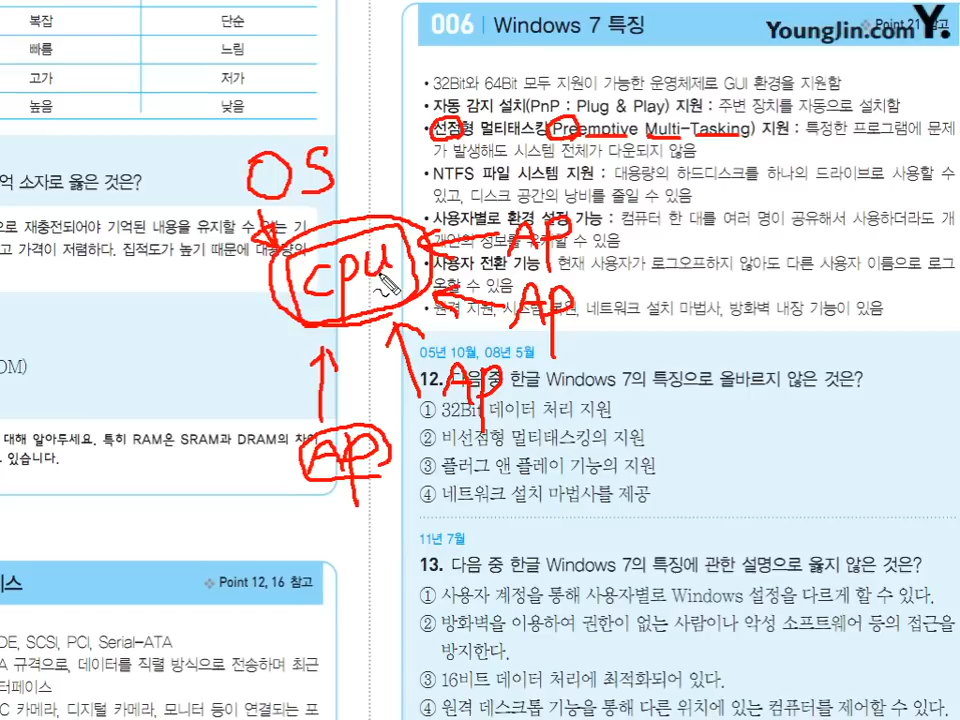 복잡 단순
빠름 느림
고가 저가
높음 낮음
억 소자로 옳은 것은?
으로 재충전되어야 기억된 내용을 유지할 수 있는 기
고 가격이 저렴하다. 집적도가 높기 때문에 대용량의
OM)
대해 알아두세요. 특히 RAM은 SRAM과 DRAM의 차이
있습니다.
이스 Point 12, 16 참고
DE, SCSI, PCI, Serial-ATA
A 규격으로, 데이터를 직렬 방식으로 전송하며 최근
터페이스
C 카메라, 디지털 카메라, 모니터 등이 연결되는 포
006 Windows 7 특징 Point 21 참고
YoungJin.com Y.
• 32Bit와 64Bit 모두 지원이 가능한 운영체제로 GUI 환경을 지원함
• 자동 감지 설치(PnP : Plug & Play) 지원 : 주변 장치를 자동으로 설치함
• 선점형 멀티태스킹(Preemptive Multi-Tasking) 지원 : 특정한 프로그램에 문제
가 발생해도 시스템 전체가 다운되지 않음
• NTFS 파일 시스템 지원 : 대용량의 하드디스크를 하나의 드라이브로 사용할 수
있고, 디스크 공간의 낭비를 줄일 수 있음
• 사용자별로 환경 설정 가능 : 컴퓨터 한 대를 여러 명이 공유해서 사용하더라도 개
개인의 정보를 유지할 수 있음
• 사용자 전환 기능 : 현재 사용자가 로그오프하지 않아도 다른 사용자 이름으로 로그
온할 수 있음
• 원격 지원, 시스템 복원, 네트워크 설치 마법사, 방화벽 내장 기능이 있음
05년 10월, 08년 5월
12. 다음 중 한글 Windows 7의 특징으로 올바르지 않은 것은?
① 32Bit 데이터 처리 지원
② 비선점형 멀티태스킹의 지원
③ 플러그 앤 플레이 기능의 지원
④ 네트워크 설치 마법사를 제공
11년 7월
13. 다음 중 한글 Windows 7의 특징에 관한 설명으로 옳지 않은 것은?
① 사용자 계정을 통해 사용자별로 Windows 설정을 다르게 할 수 있다.
② 방화벽을 이용하여 권한이 없는 사람이나 악성 소프트웨어 등의 접근을
방지한다.
③ 16비트 데이터 처리에 최적화되어 있다.
④ 원격 데스크톱 기능을 통해 다른 위치에 있는 컴퓨터를 제어할 수 있다.
OS
CPU
AP
AP
AP
AP